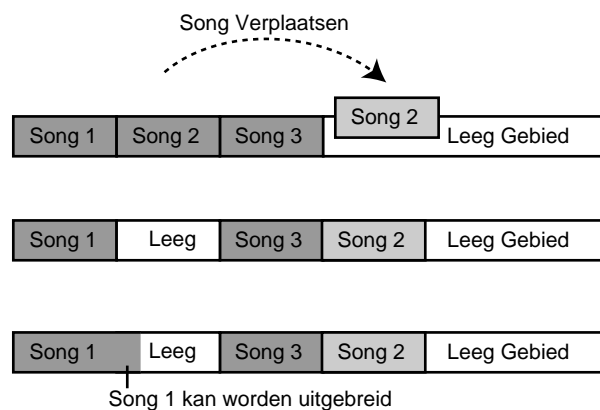 Song Verplaatsen
Song 2
Song 1 Song 2 Song 3 Leeg Gebied
Song 1 Leeg Song 3 Song 2 Leeg Gebied
Song 1 Leeg Song 3 Song 2 Leeg Gebied
Song 1 kan worden uitgebreid